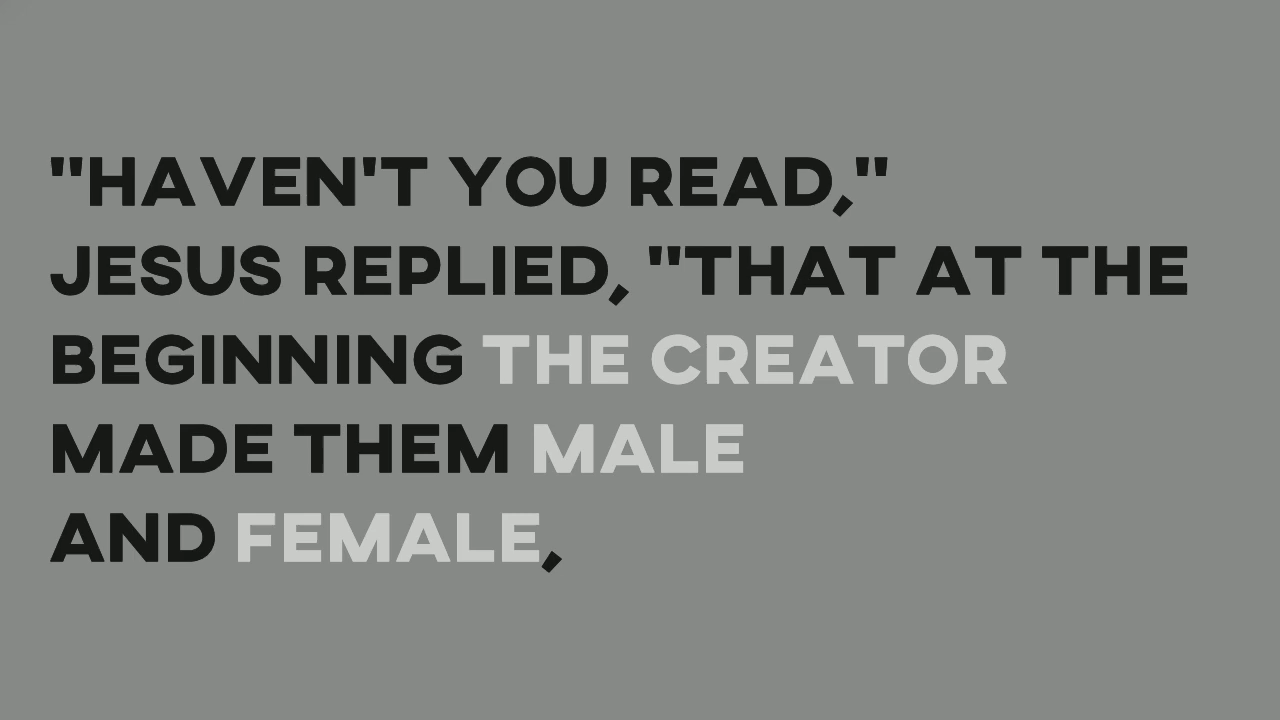 "HAVEN'T YOU READ,"
JESUS REPLIED, "THAT AT THE
BEGINNING THE CREATOR
MADE THEM MALE
AND FEMALE,